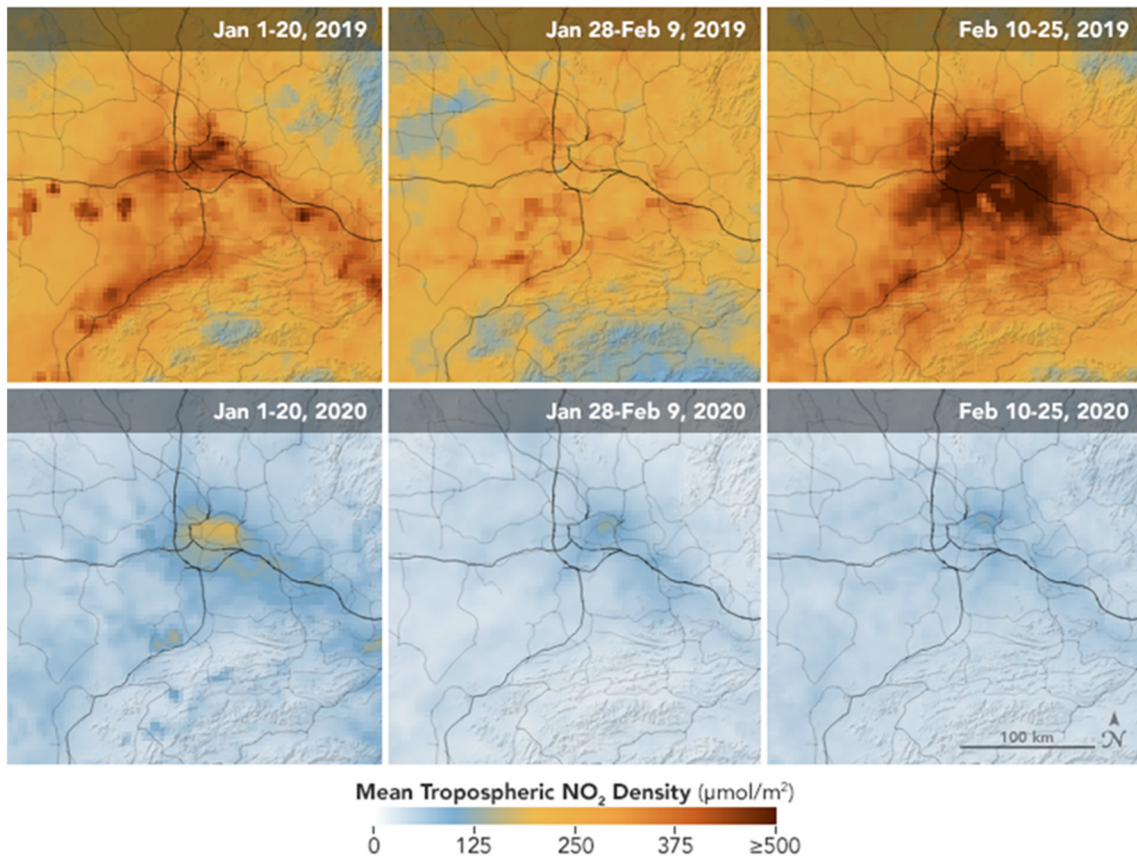 Jan 1-20, 2019
Jan 28-Feb 9, 2019
Feb 10-25, 2019
Jan 1-20, 2020
Jan 28-Feb 9, 2020
Feb 10-25, 2020
100 km
N
Mean Tropospheric NO₂ Density (µmol/m²)
0 125 250 375 ≥500